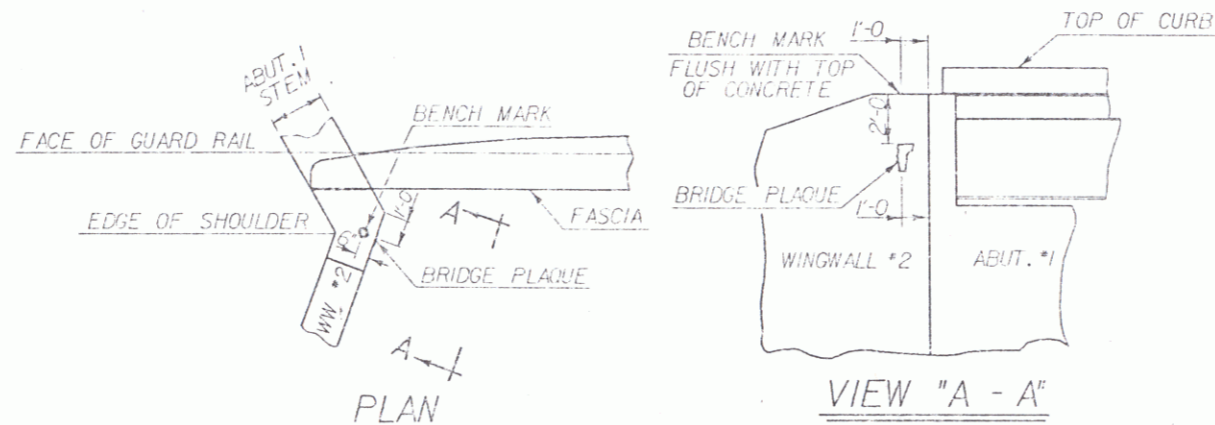 ABUT. 1
STEM
BENCH MARK
FACE OF GUARD RAIL
1'-0
A
FASCIA
EDGE OF SHOULDER
BRIDGE PLAQUE
WW #2
A
PLAN
TOP OF CURB
1'-0
BENCH MARK
FLUSH WITH TOP
OF CONCRETE
2'-0
BRIDGE PLAQUE
1'-0
WINGWALL #2
ABUT. #1
VIEW "A - A"